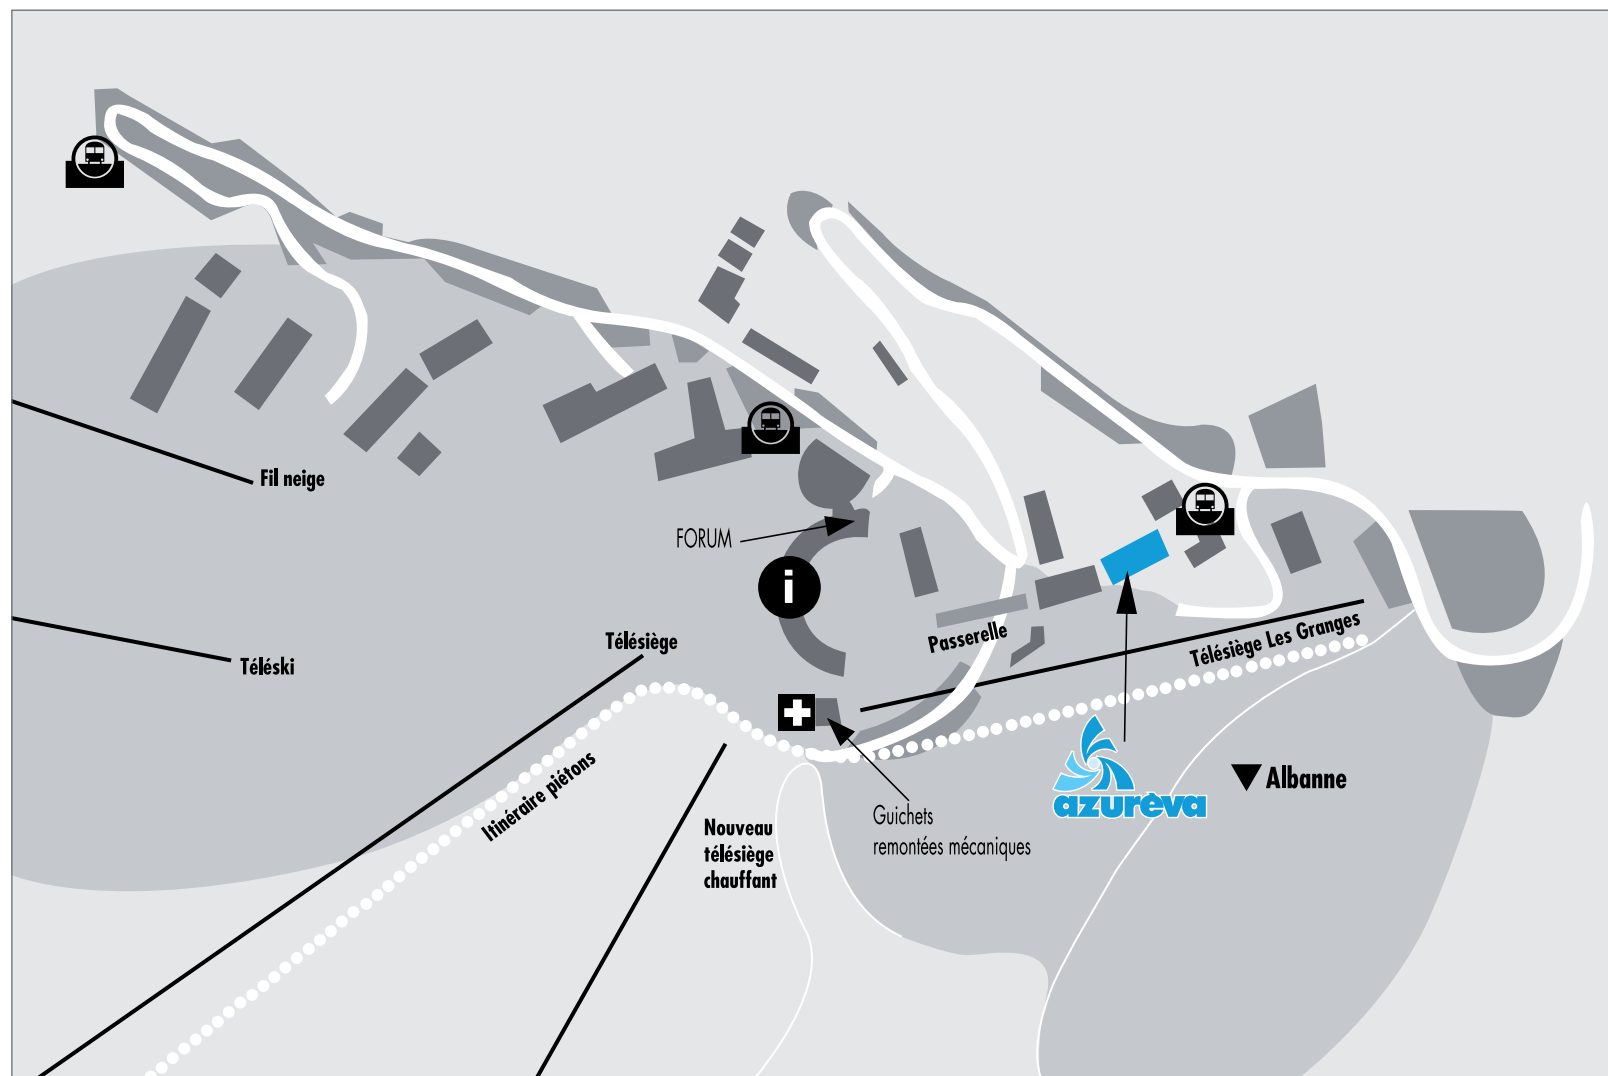 Fil neige
FORUM
i
Téléski
Télésiège
Passerelle
Télésiège Les Granges
Itinéraire piétons
Nouveau
télésiège
chauffant
Guichets
remontées mécaniques
azurèva
Albanne